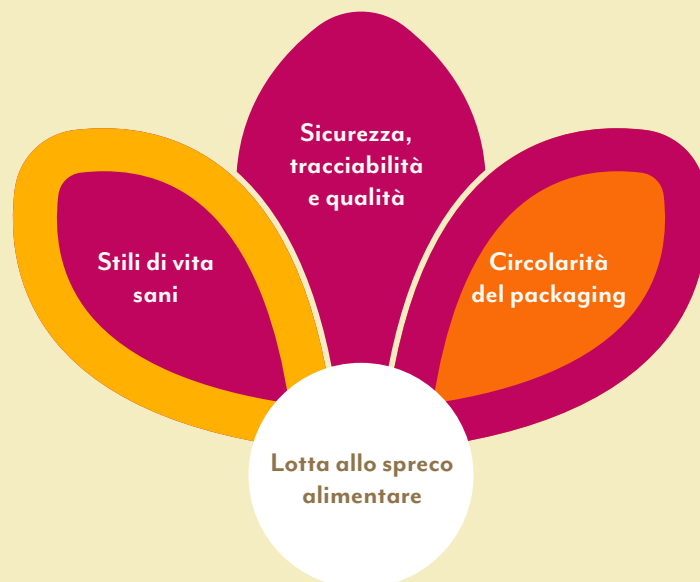 Sicurezza,
tracciabilità
e qualità
Stili di vita
sani
Circolarità
del packaging
Lotta allo spreco
alimentare